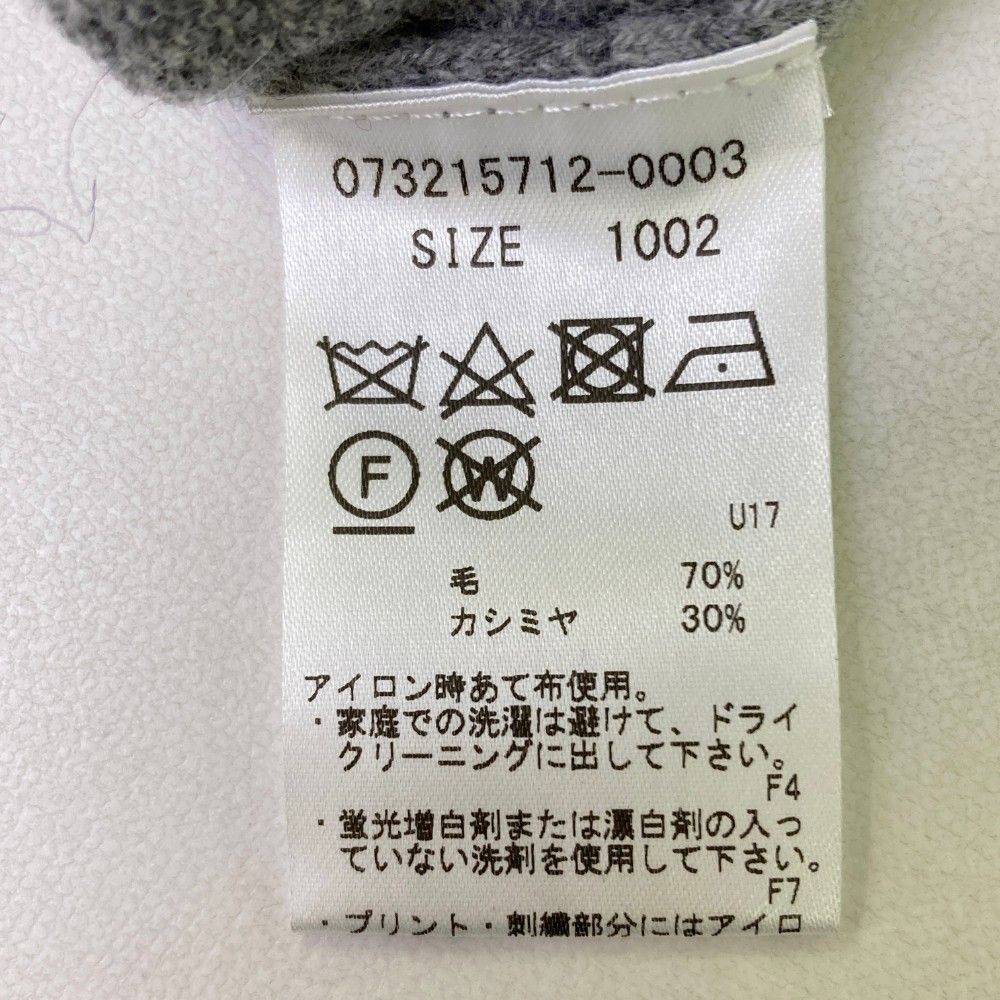 073215712-0003
SIZE 1002
F W
U17
毛 70%
カシミヤ 30%
アイロン時あて布使用。
・家庭での洗濯は避けて、ドライ
クリーニングに出して下さい。
F4
・蛍光増白剤または漂白剤の入っ
ていない洗剤を使用して下さい。
F7
・プリント・刺繍部分にはアイロ